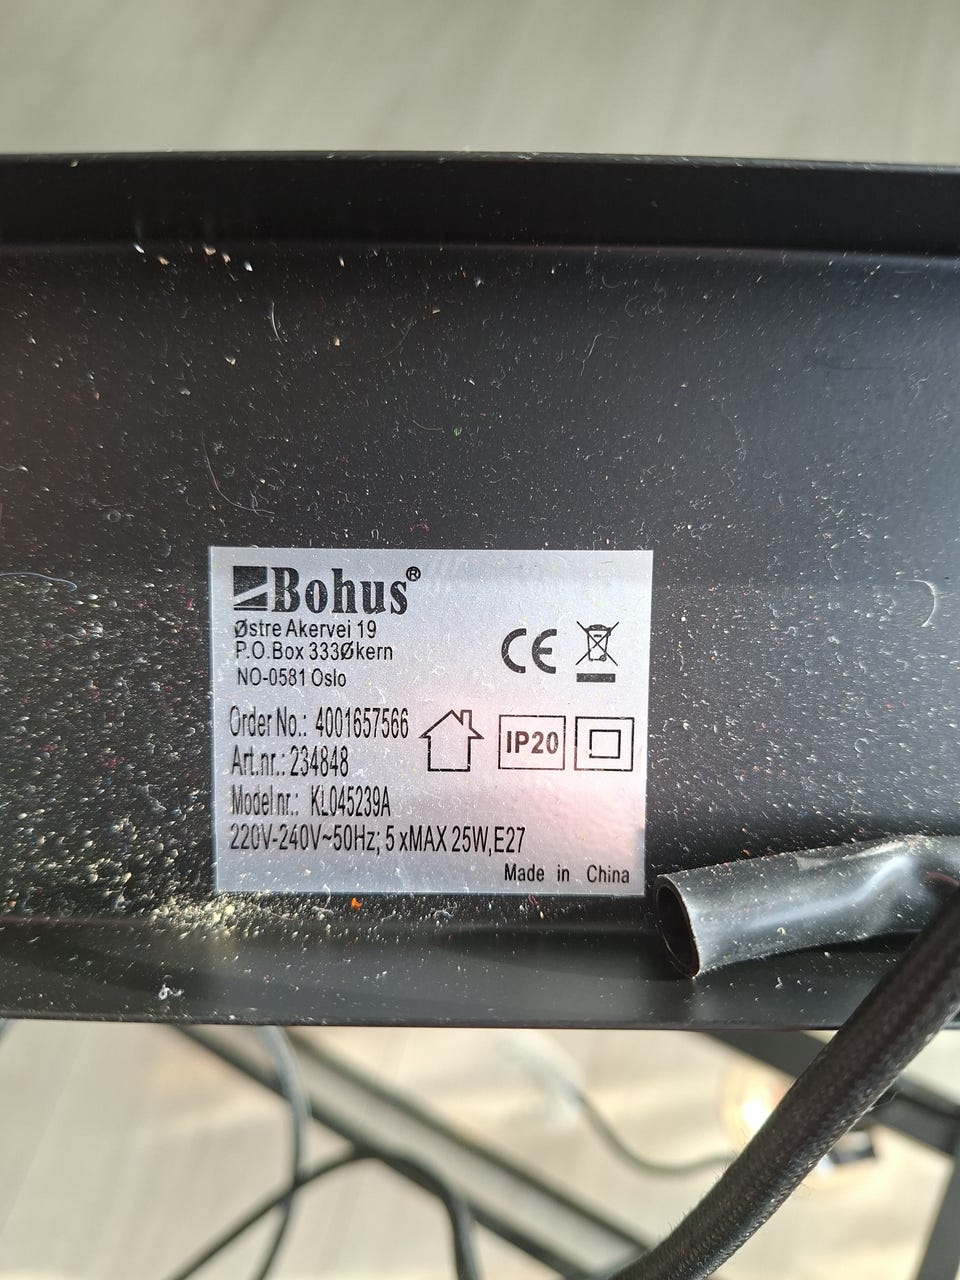 Bohus®
Østre Akervei 19
P.O.Box 333Økern
NO-0581 Oslo
CE
Order No.: 4001657566
Art.nr.: 234848
IP20
Model nr.: KL045239A
220V-240V~50Hz; 5 xMAX 25W,E27
Made in China